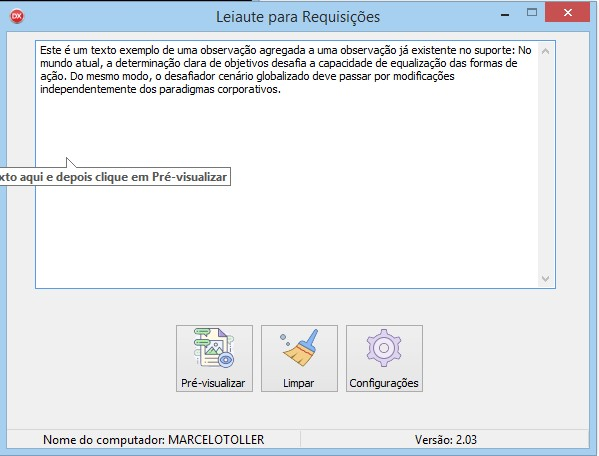 DX
Leiaute para Requisições
Este é um texto exemplo de uma observação agregada a uma observação já existente no suporte: No
mundo atual, a determinação clara de objetivos desafia a capacidade de equalização das formas de
ação. Do mesmo modo, o desafiador cenário globalizado deve passar por modificações
independentemente dos paradigmas corporativos.
xto aqui e depois clique em Pré-visualizar
Pré-visualizar Limpar Configurações
Nome do computador: MARCELOTOLLER Versão: 2.03